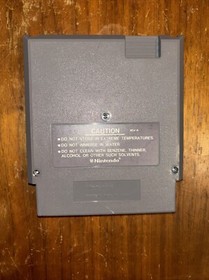 CAUTION
• DO NOT STORE IN EXTREME TEMPERATURES.
• DO NOT IMMERSE IN WATER.
• DO NOT CLEAN WITH BENZENE, THINNER,
ALCOHOL OR OTHER SUCH SOLVENTS.
Nintendo